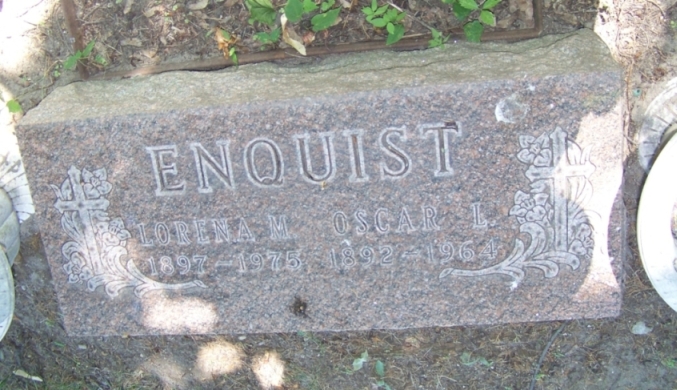 ENQUIST
LORENA M. OSCAR L.
1897-1975 1892-1964